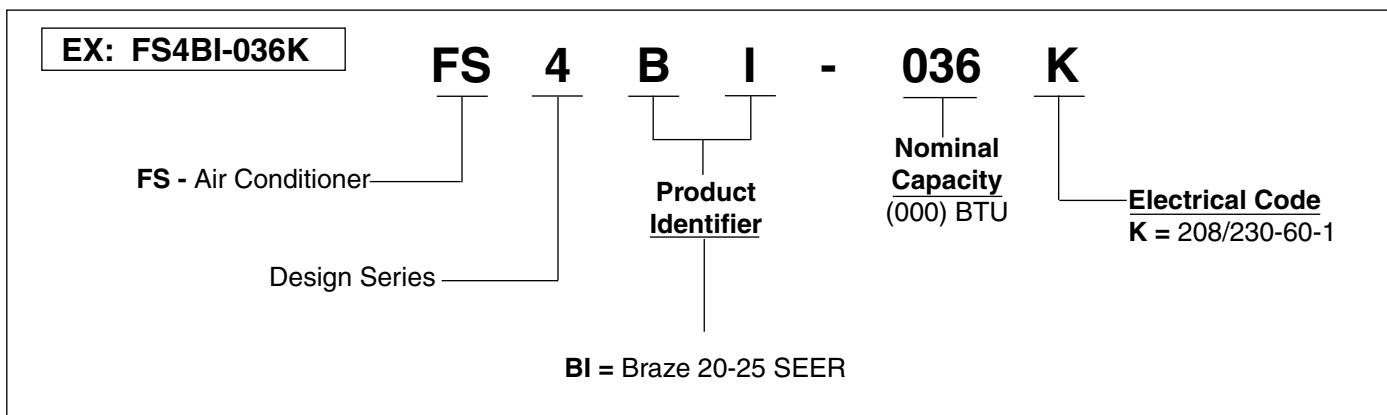 EX: FS4BI-036K
FS 4 B I - 036 K
FS - Air Conditioner
Nominal
Capacity
(000) BTU
Product
Identifier
Electrical Code
K = 208/230-60-1
Design Series
BI = Braze 20-25 SEER